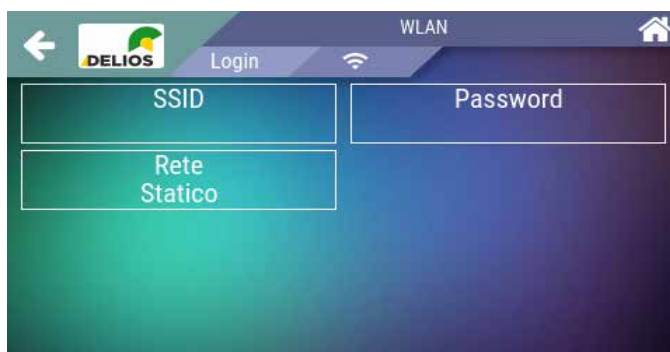 WLAN
DELIOS
Login
SSID
Password
Rete
Statico